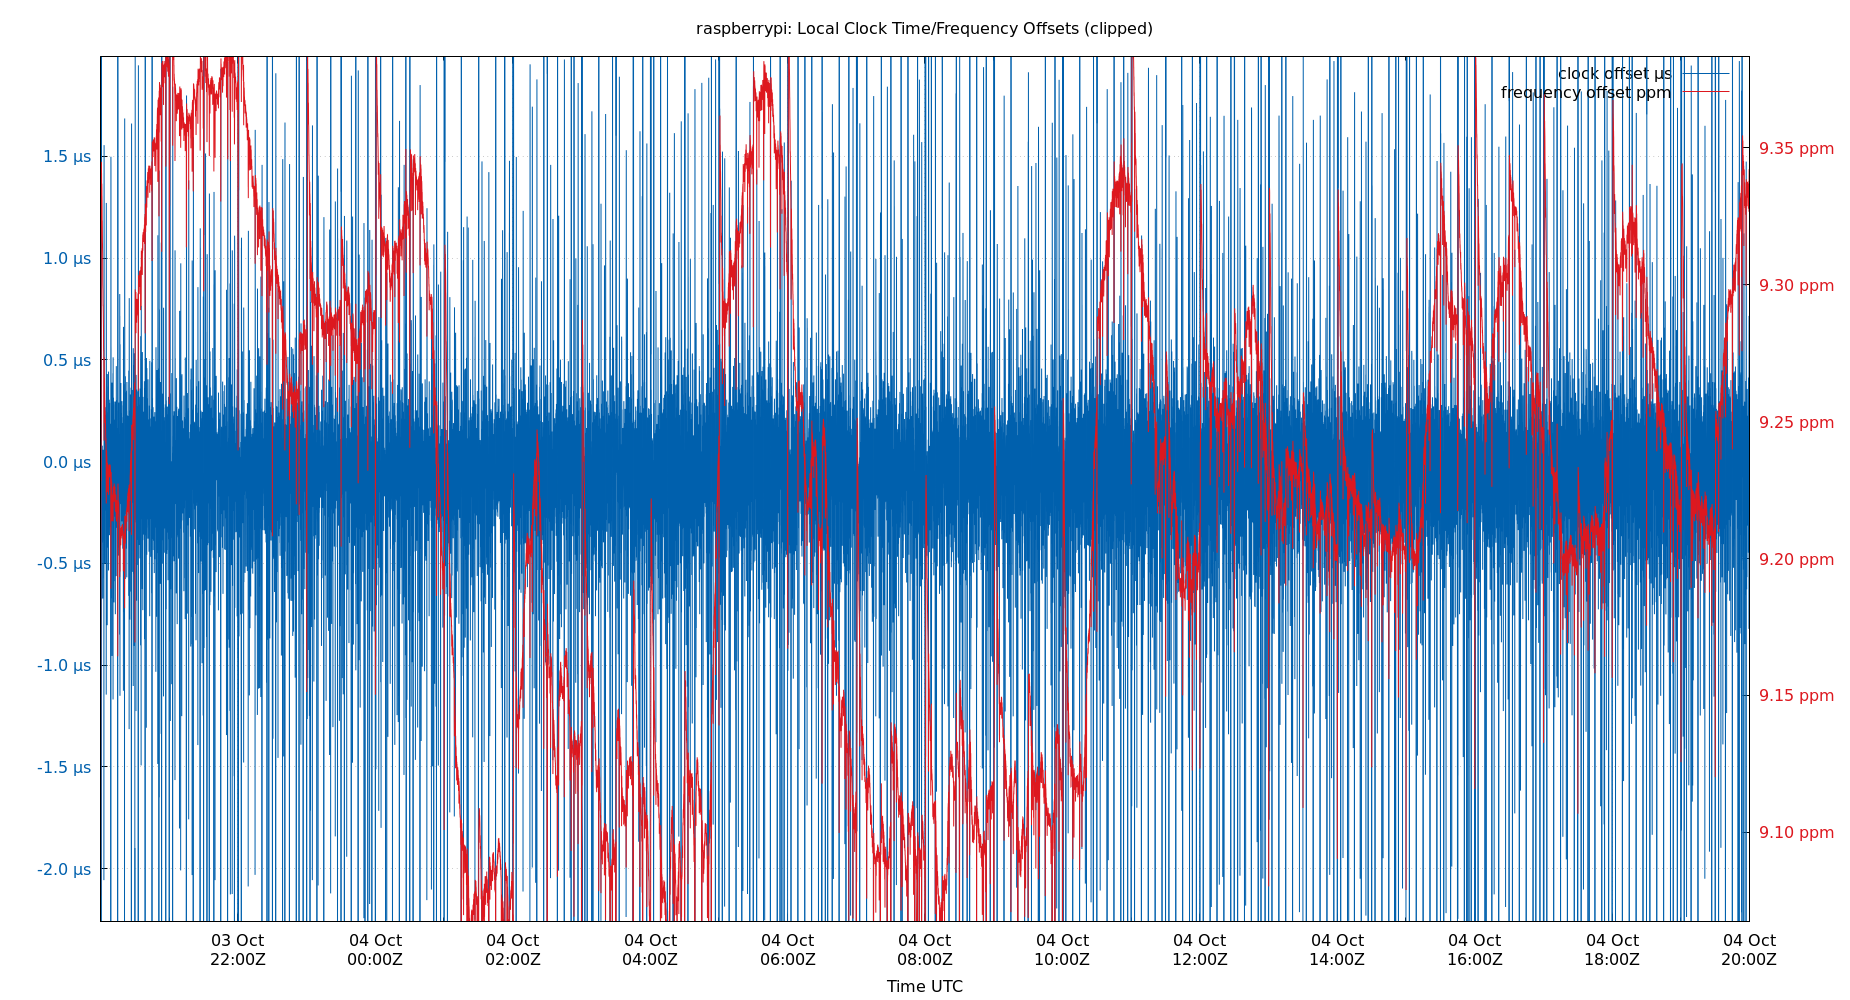 raspberrypi: Local Clock Time/Frequency Offsets (clipped)
clock offset µs
frequency offset ppm
1.5 µs
1.0 µs
0.5 µs
0.0 µs
-0.5 µs
-1.0 µs
-1.5 µs
-2.0 µs
9.35 ppm
9.30 ppm
9.25 ppm
9.20 ppm
9.15 ppm
9.10 ppm
03 Oct 04 Oct 04 Oct 04 Oct 04 Oct 04 Oct 04 Oct 04 Oct 04 Oct 04 Oct 04 Oct 04 Oct
22:00Z 00:00Z 02:00Z 04:00Z 06:00Z 08:00Z 10:00Z 12:00Z 14:00Z 16:00Z 18:00Z 20:00Z
Time UTC